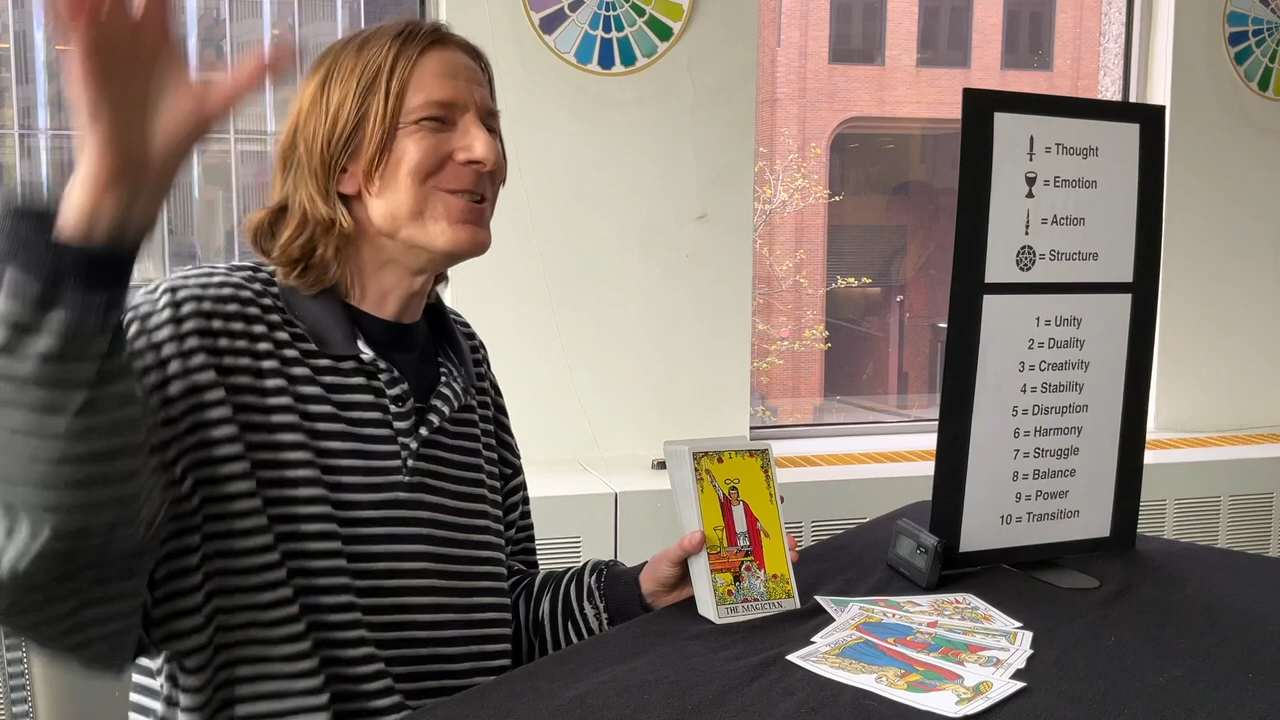 = Thought
= Emotion
= Action
= Structure
1 = Unity
2 = Duality
3 = Creativity
4 = Stability
5 = Disruption
6 = Harmony
7 = Struggle
8 = Balance
9 = Power
10 = Transition
I
THE MAGICIAN.